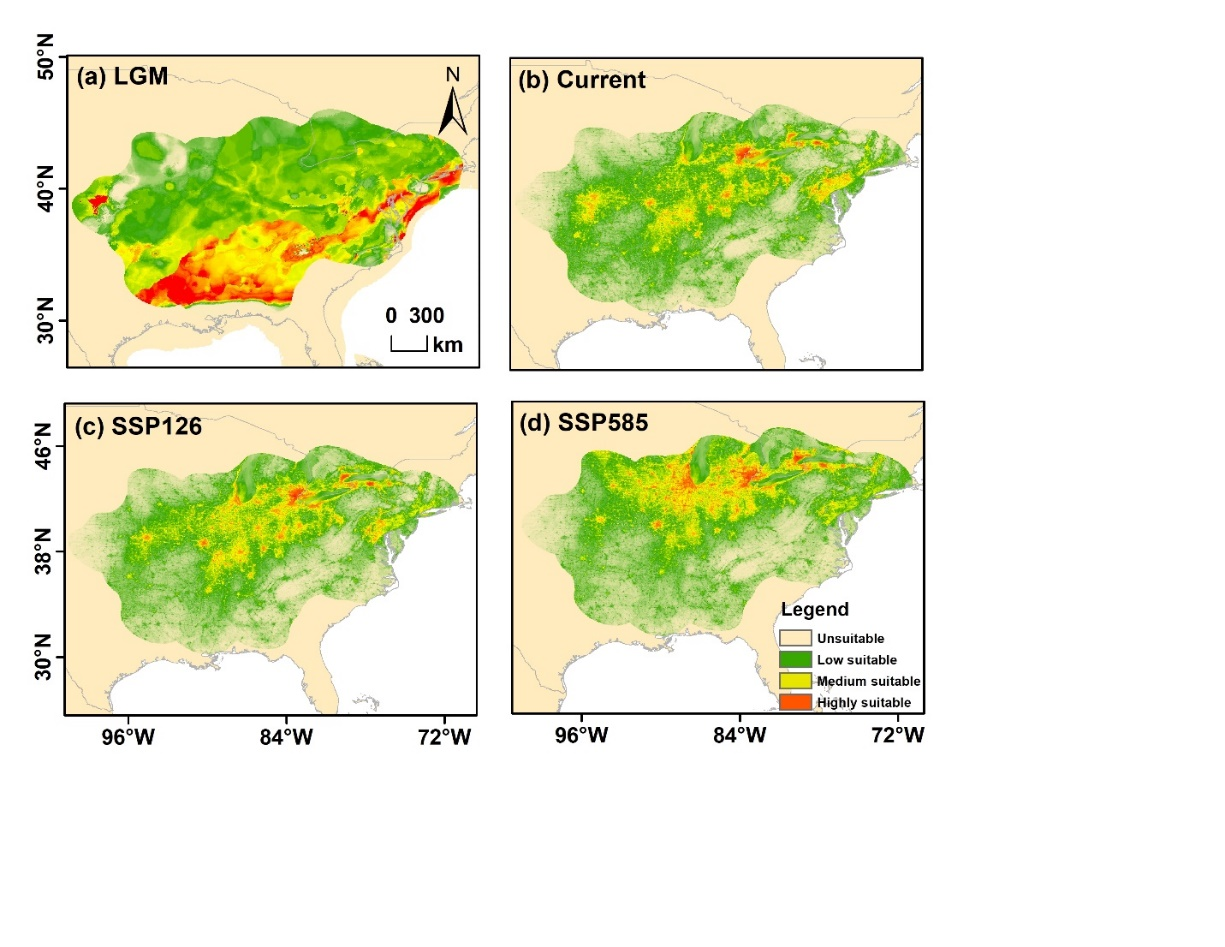 50°N
40°N
30°N
(a) LGM
N
0 300
km
(b) Current
46°N
38°N
30°N
(c) SSP126
(d) SSP585
Legend
Unsuitable
Low suitable
Medium suitable
Highly suitable
96°W 84°W 72°W
96°W 84°W 72°W